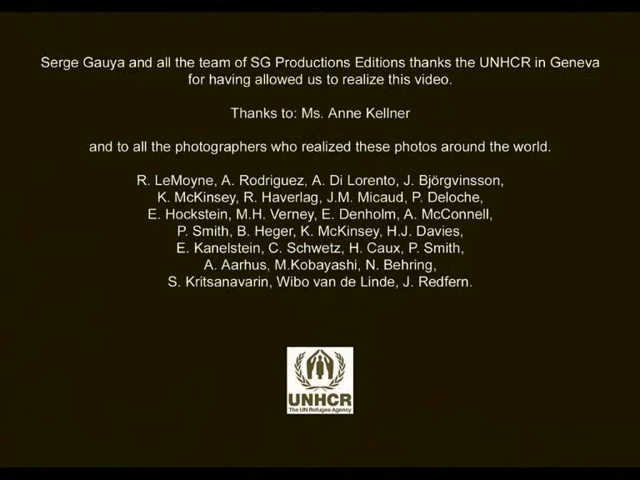 Serge Gauya and all the team of SG Productions Editions thanks the UNHCR in Geneva
for having allowed us to realize this video.
Thanks to: Ms. Anne Kellner
and to all the photographers who realized these photos around the world.
R. LeMoyne, A. Rodriguez, A. Di Lorento, J. Björgvinsson,
K. McKinsey, R. Haverlag, J.M. Micaud, P. Deloche,
E. Hockstein, M.H. Verney, E. Denholm, A. McConnell,
P. Smith, B. Heger, K. McKinsey, H.J. Davies,
E. Kanelstein, C. Schwetz, H. Caux, P. Smith,
A. Aarhus, M.Kobayashi, N. Behring,
S. Kritsanavarin, Wibo van de Linde, J. Redfern.
UNHCR
The UN Refugee Agency